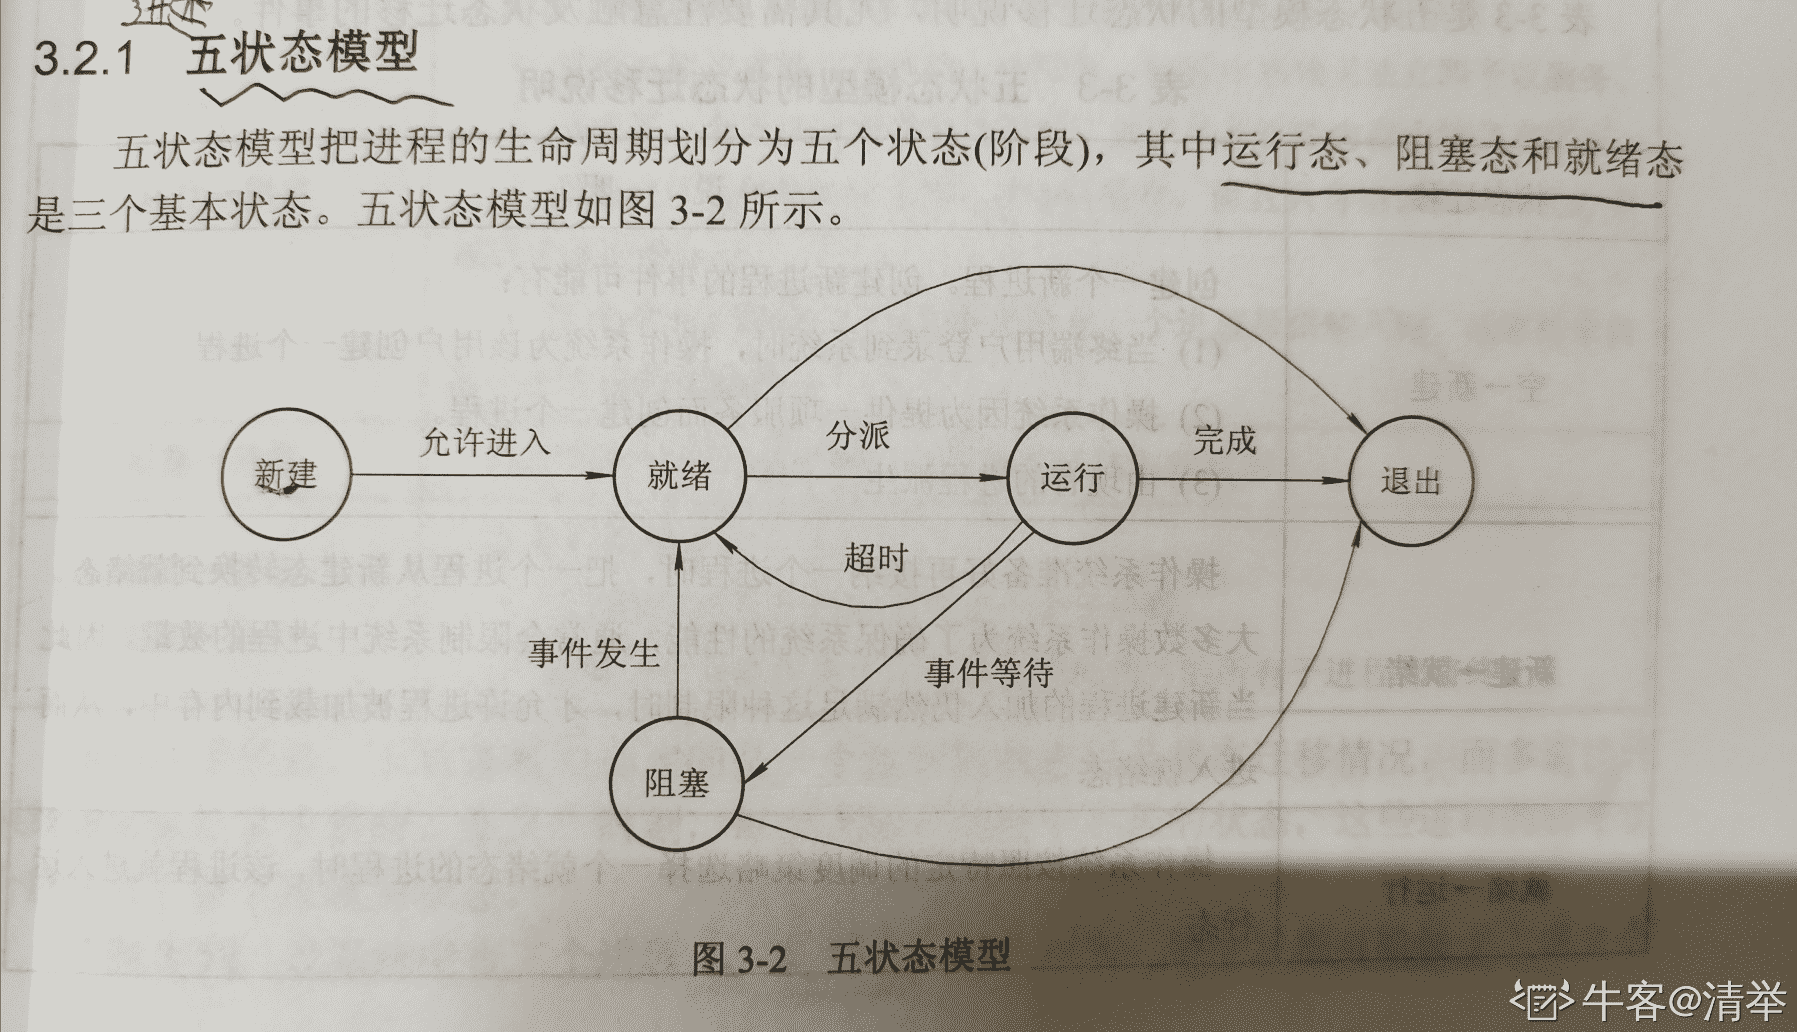 3.2.1 五状态模型
五状态模型把进程的生命周期划分为五个状态(阶段)，其中运行态、阻塞态和就绪态
是三个基本状态。五状态模型如图 3-2 所示。
新建
允许进入
就绪
分派
运行
完成
退出
超时
事件发生
事件等待
阻塞
图 3-2 五状态模型
牛客@清举